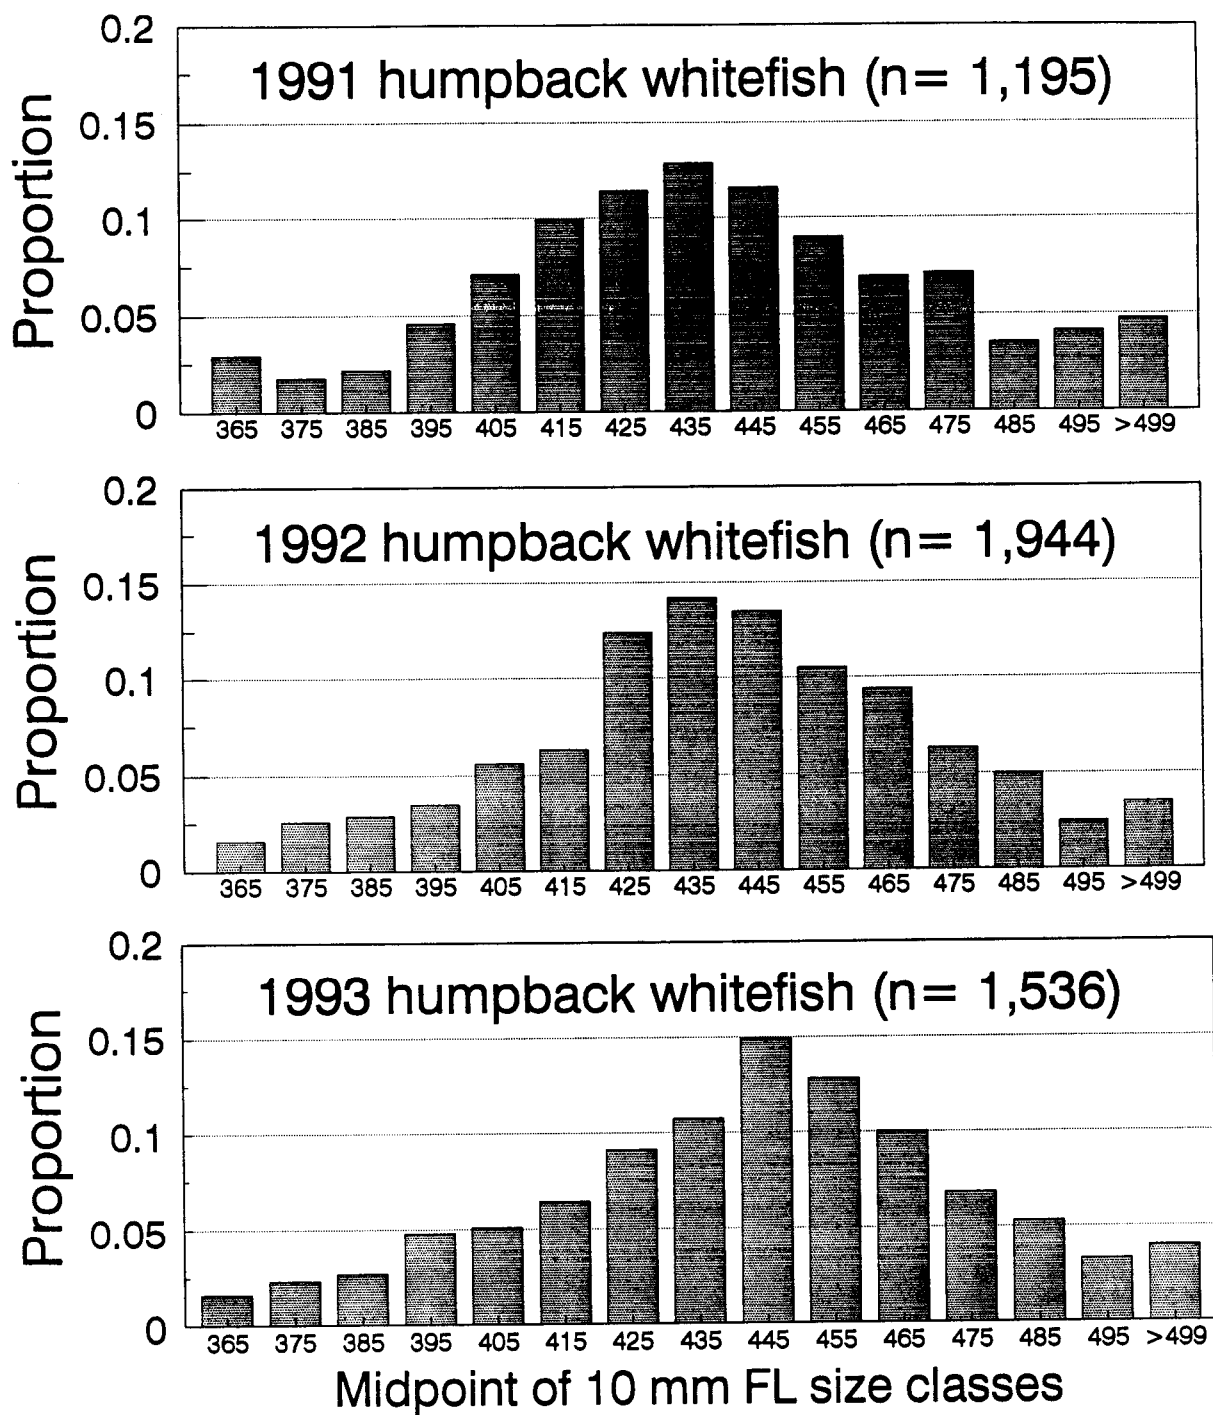 1991 humpback whitefish (n= 1,195)
Proportion
0.2
0.15
0.1
0.05
0
365 375 385 395 405 415 425 435 445 455 465 475 485 495 >499
1992 humpback whitefish (n= 1,944)
Proportion
0.2
0.15
0.1
0.05
0
365 375 385 395 405 415 425 435 445 455 465 475 485 495 >499
1993 humpback whitefish (n= 1,536)
Proportion
0.2
0.15
0.1
0.05
0
365 375 385 395 405 415 425 435 445 455 465 475 485 495 >499
Midpoint of 10 mm FL size classes